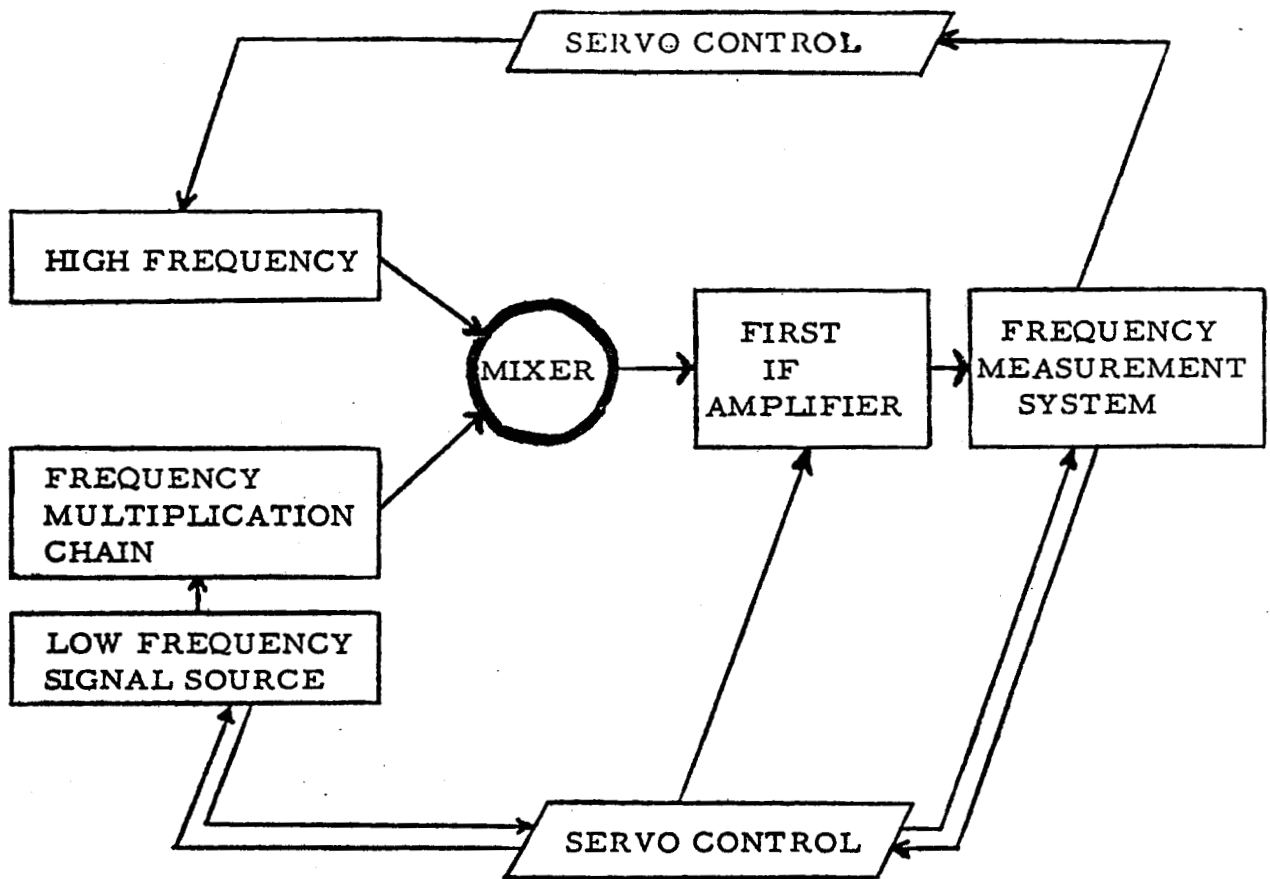 SERVO CONTROL
HIGH FREQUENCY
MIXER
FIRST
IF
AMPLIFIER
FREQUENCY
MEASUREMENT
SYSTEM
FREQUENCY
MULTIPLICATION
CHAIN
LOW FREQUENCY
SIGNAL SOURCE
SERVO CONTROL